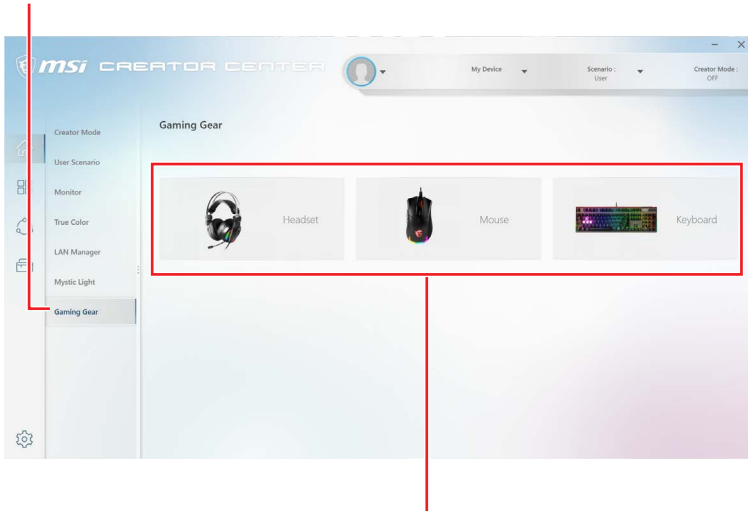 msi CREATOR CENTER
My Device
Scenario :
User
Creator Mode :
OFF
Creator Mode
User Scenario
Monitor
True Color
LAN Manager
Mystic Light
Gaming Gear
Gaming Gear
Headset
Mouse
Keyboard